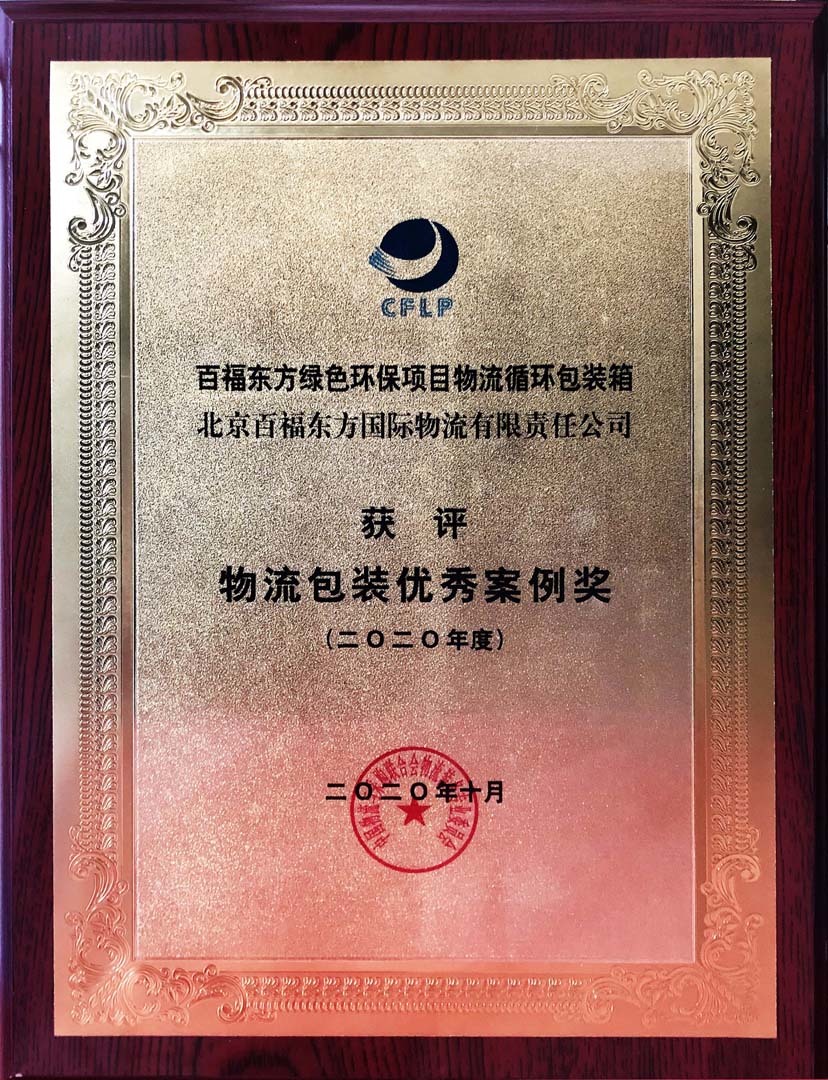 CFLP
百福东方绿色环保项目物流循环包装箱
北京百福东方国际物流有限责任公司
获 评
物流包装优秀案例奖
(二〇二〇年度)
二〇二〇年十月